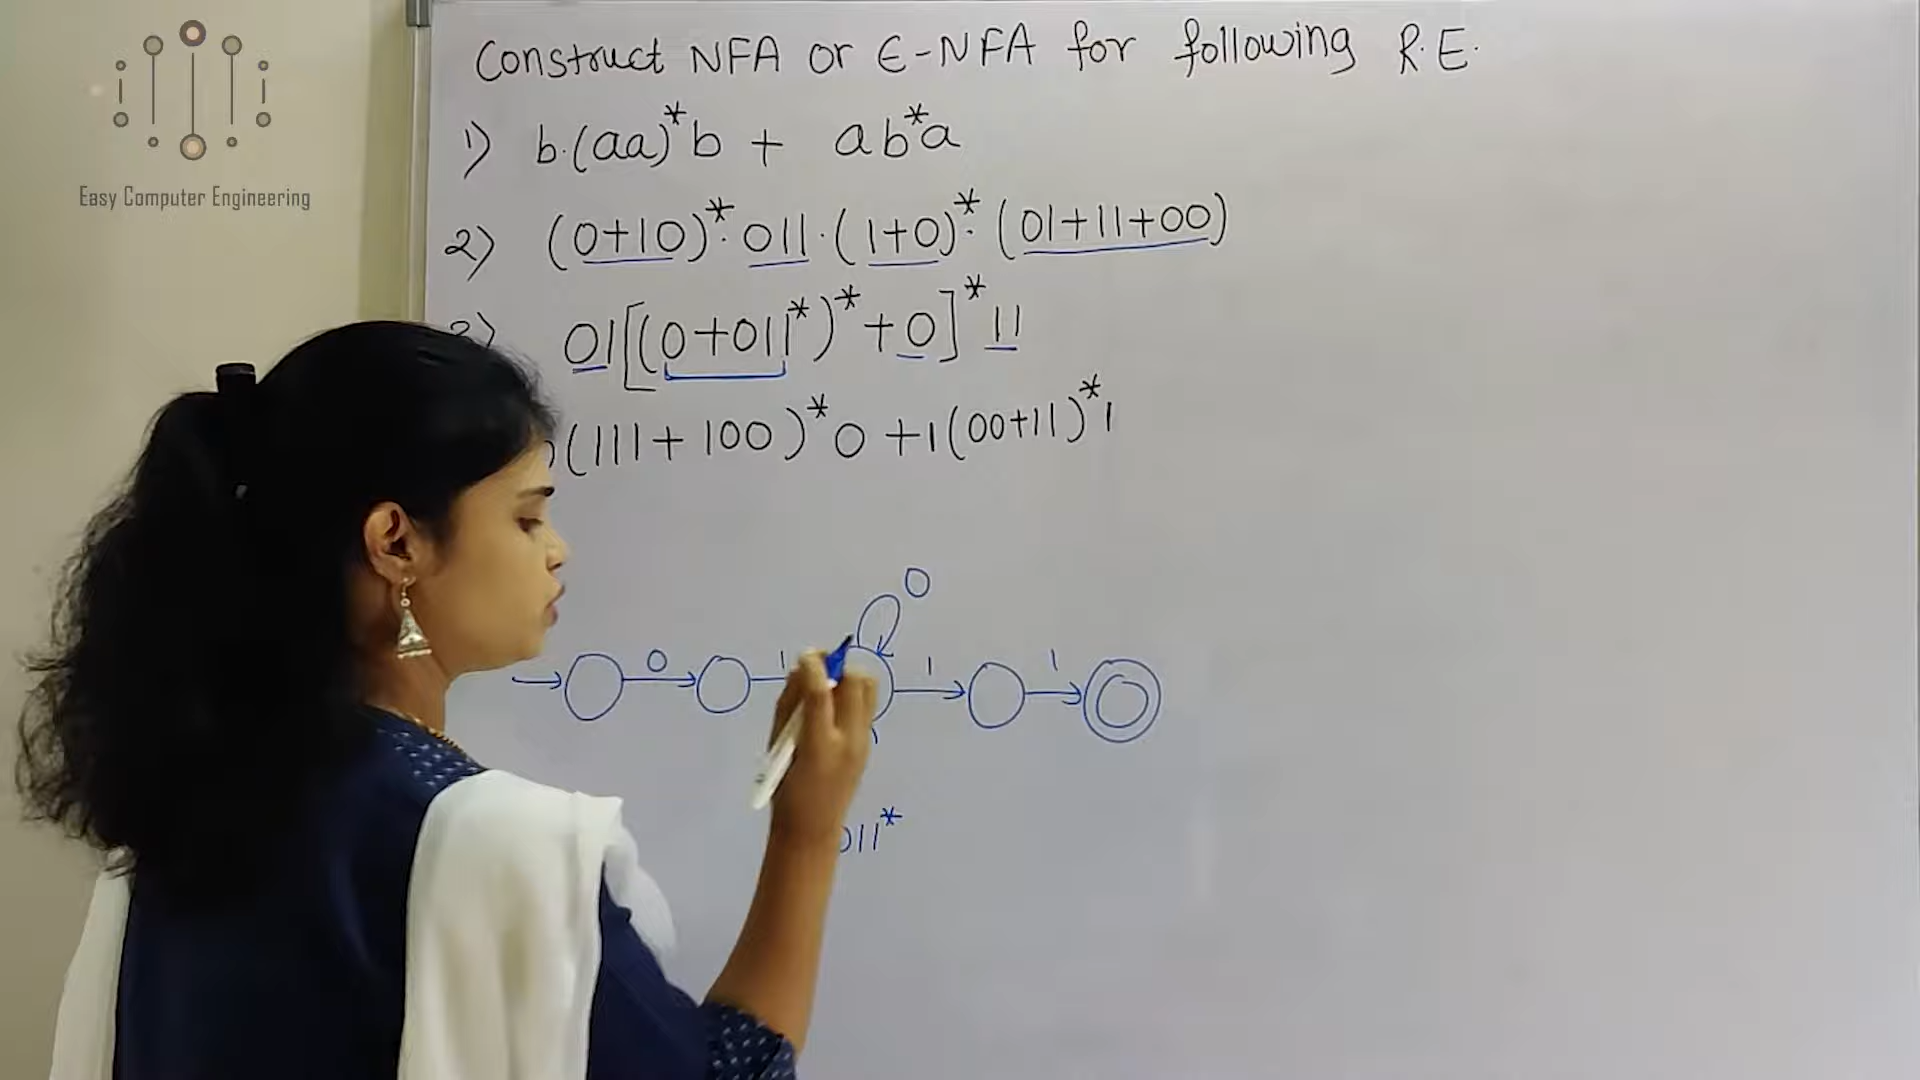 Easy Computer Engineering
Construct NFA or ϵ-NFA for following R.E.
1) b.(aa)*b + ab*a
2) (0+10)*. 011 . (1+0)*. (01+11+00)
01[(0+011*)*+0]*11
(111+100)*0 +1(00+11)*1
0
0 1 1 1
011*